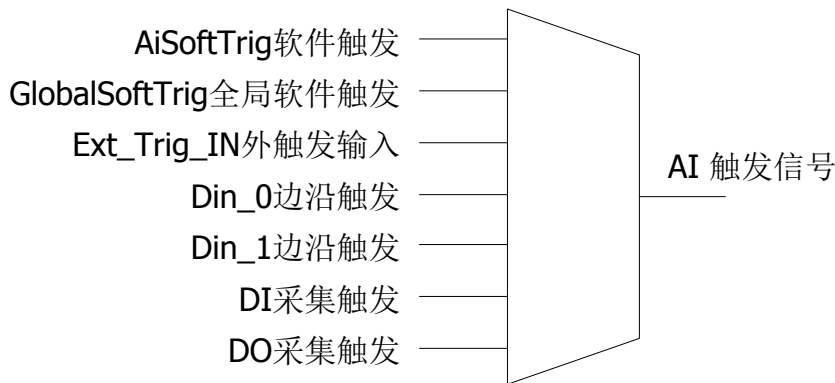 AiSoftTrig软件触发
GlobalSoftTrig全局软件触发
Ext_Trig_IN外触发输入
Din_0边沿触发
Din_1边沿触发
DI采集触发
DO采集触发
AI 触发信号